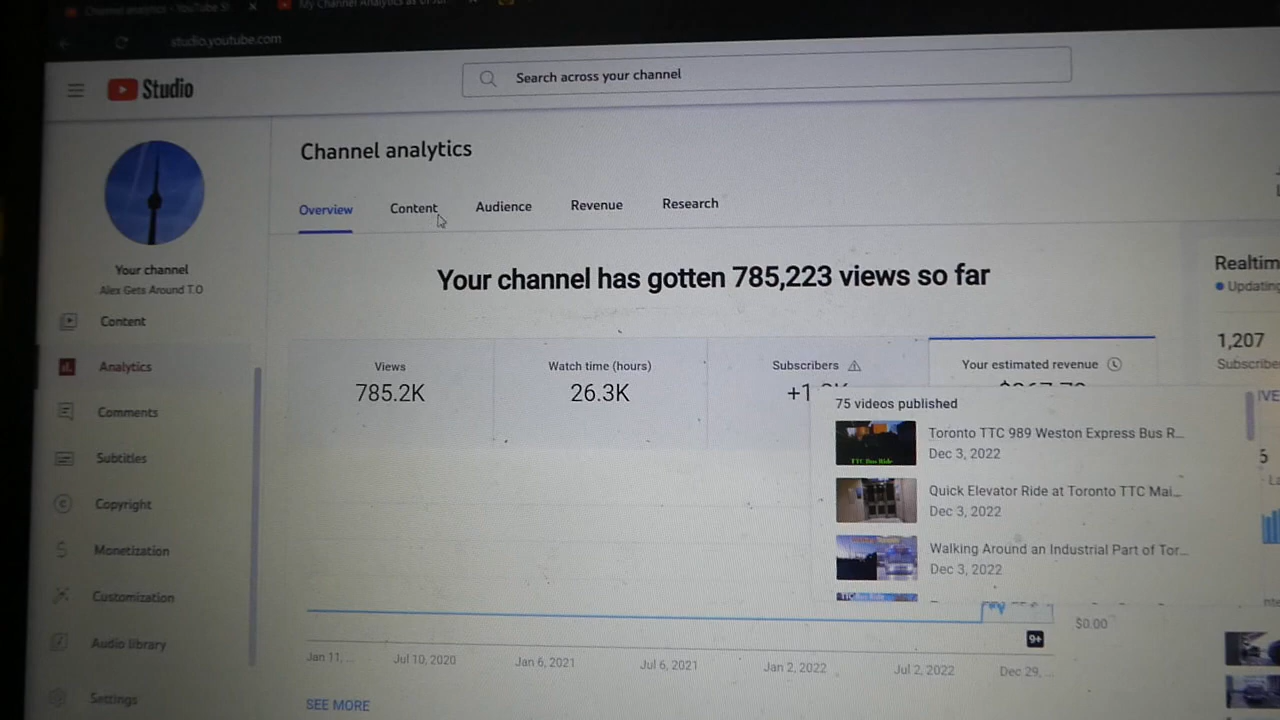 studio.youtube.com
Studio
Search across your channel
Channel analytics
Overview
Content
Audience
Revenue
Research
Your channel
Alex Gets Around T.O
Content
Analytics
Comments
Subtitles
Copyright
Monetization
Customization
Audio library
Settings
Your channel has gotten 785,223 views so far
Views
785.2K
Watch time (hours)
26.3K
Subscribers
+1
Your estimated revenue
75 videos published
Toronto TTC 989 Weston Express Bus R...
Dec 3, 2022
TTC Bus Ride
Quick Elevator Ride at Toronto TTC Mai...
Dec 3, 2022
Walking Around an Industrial Part of Tor...
Dec 3, 2022
$0.00
9+
Jan 11, ...
Jul 10, 2020
Jan 6, 2021
Jul 6, 2021
Jan 2, 2022
Jul 2, 2022
Dec 29, ...
SEE MORE
Realtim
Updating
1,207
Subscribe